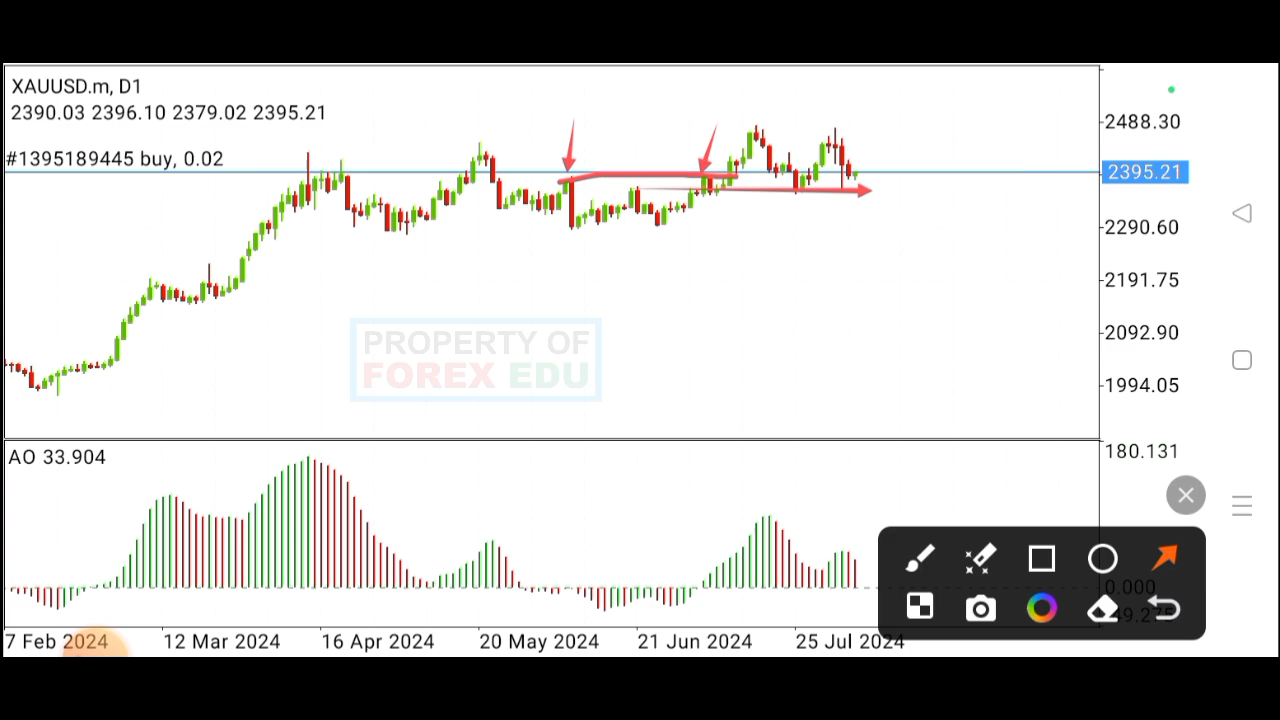 XAUUSD.m, D1
2390.03 2396.10 2379.02 2395.21
#1395189445 buy, 0.02
2488.30
2395.21
2290.60
2191.75
2092.90
1994.05
PROPERTY OF
FOREX EDU
AO 33.904
180.131
0.000
49.275
7 Feb 2024
12 Mar 2024
16 Apr 2024
20 May 2024
21 Jun 2024
25 Jul 2024